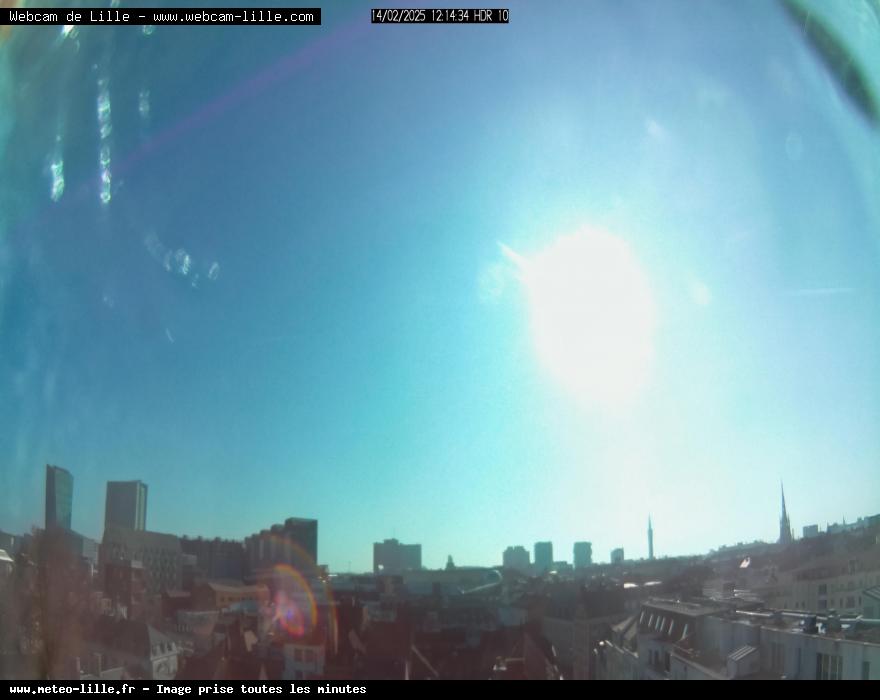 Webcam de Lille - www.webcam-lille.com
14/02/2025 12:14:34 HDR 10
www.meteo-lille.fr - Image prise toutes les minutes